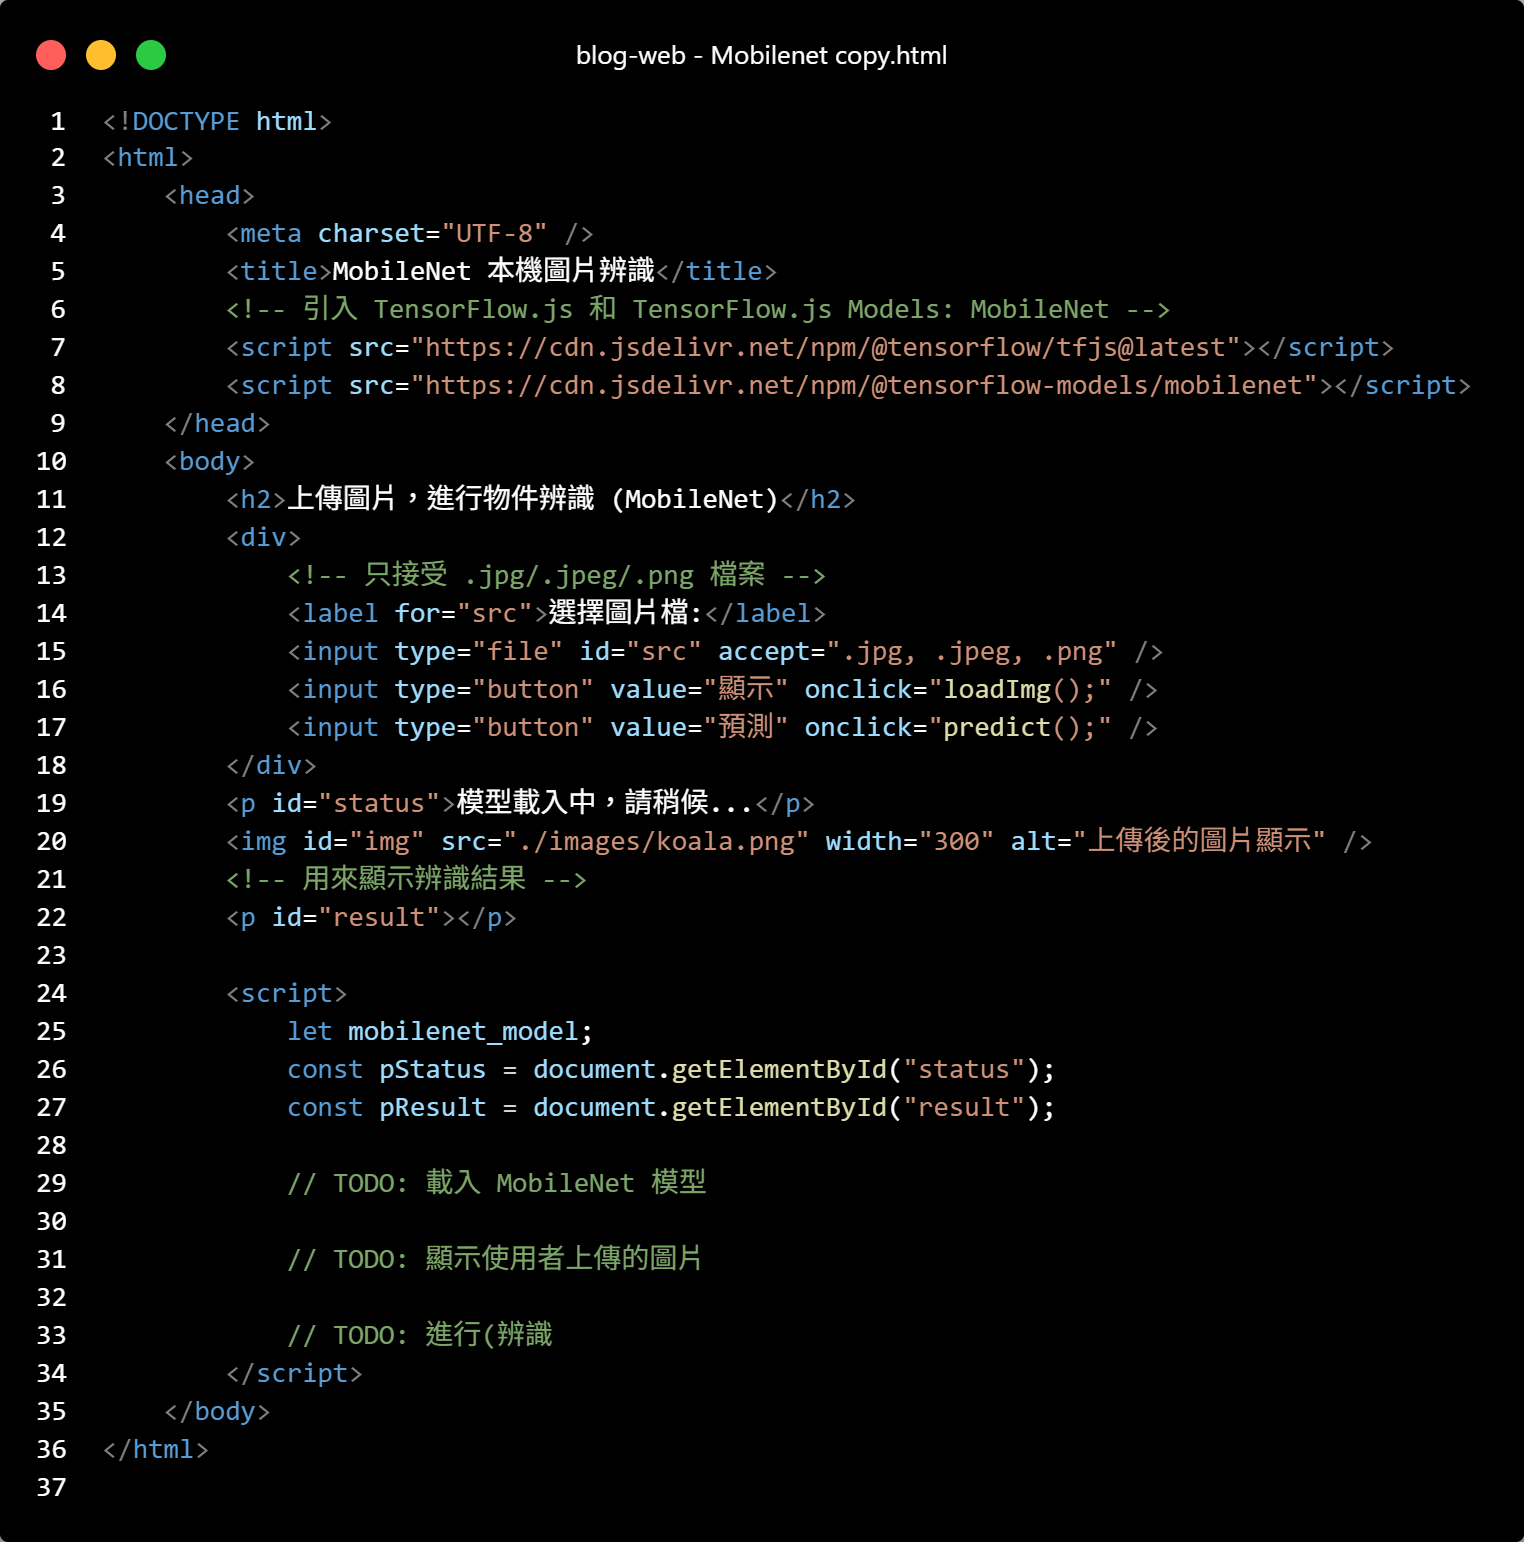 blog-web - Mobilenet copy.html
1 <!DOCTYPE html>
2 <html>
3     <head>
4         <meta charset="UTF-8" />
5         <title>MobileNet 本機圖片辨識</title>
6         <!-- 引入 TensorFlow.js 和 TensorFlow.js Models: MobileNet -->
7         <script src="https://cdn.jsdelivr.net/npm/@tensorflow/tfjs@latest"></script>
8         <script src="https://cdn.jsdelivr.net/npm/@tensorflow-models/mobilenet"></script>
9     </head>
10     <body>
11         <h2>上傳圖片，進行物件辨識 (MobileNet)</h2>
12         <div>
13             <!-- 只接受 .jpg/.jpeg/.png 檔案 -->
14             <label for="src">選擇圖片檔:</label>
15             <input type="file" id="src" accept=".jpg, .jpeg, .png" />
16             <input type="button" value="顯示" onclick="loadImg();" />
17             <input type="button" value="預測" onclick="predict();" />
18         </div>
19         <p id="status">模型載入中，請稍候...</p>
20         <img id="img" src="./images/koala.png" width="300" alt="上傳後的圖片顯示" />
21         <!-- 用來顯示辨識結果 -->
22         <p id="result"></p>
23
24         <script>
25             let mobilenet_model;
26             const pStatus = document.getElementById("status");
27             const pResult = document.getElementById("result");
28
29             // TODO: 載入 MobileNet 模型
30
31             // TODO: 顯示使用者上傳的圖片
32
33             // TODO: 進行(辨識
34         </script>
35     </body>
36 </html>
37